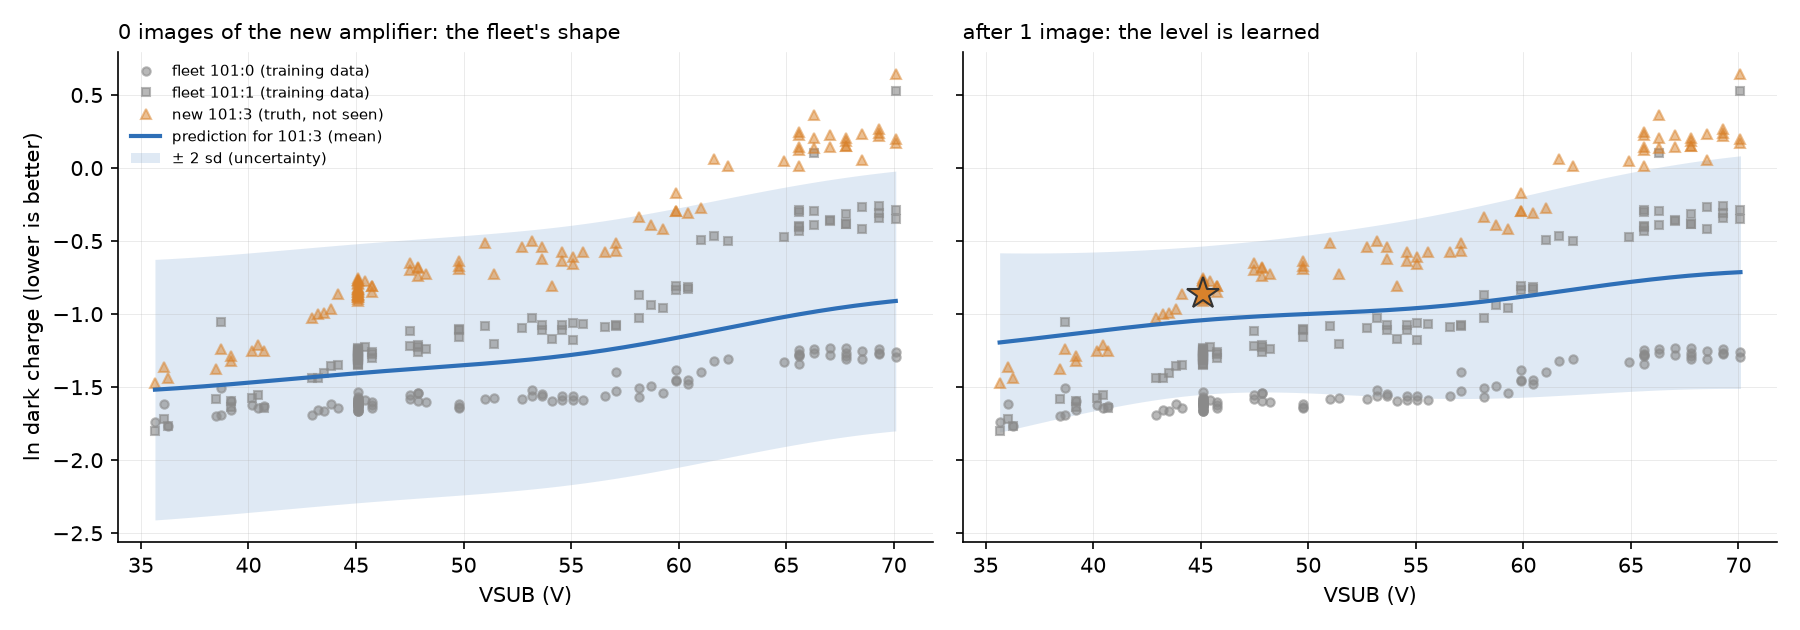 0 images of the new amplifier: the fleet's shape
fleet 101:0 (training data)
fleet 101:1 (training data)
new 101:3 (truth, not seen)
prediction for 101:3 (mean)
± 2 sd (uncertainty)
ln dark charge (lower is better)
0.5
0.0
−0.5
−1.0
−1.5
−2.0
−2.5
35 40 45 50 55 60 65 70
VSUB (V)
after 1 image: the level is learned
35 40 45 50 55 60 65 70
VSUB (V)